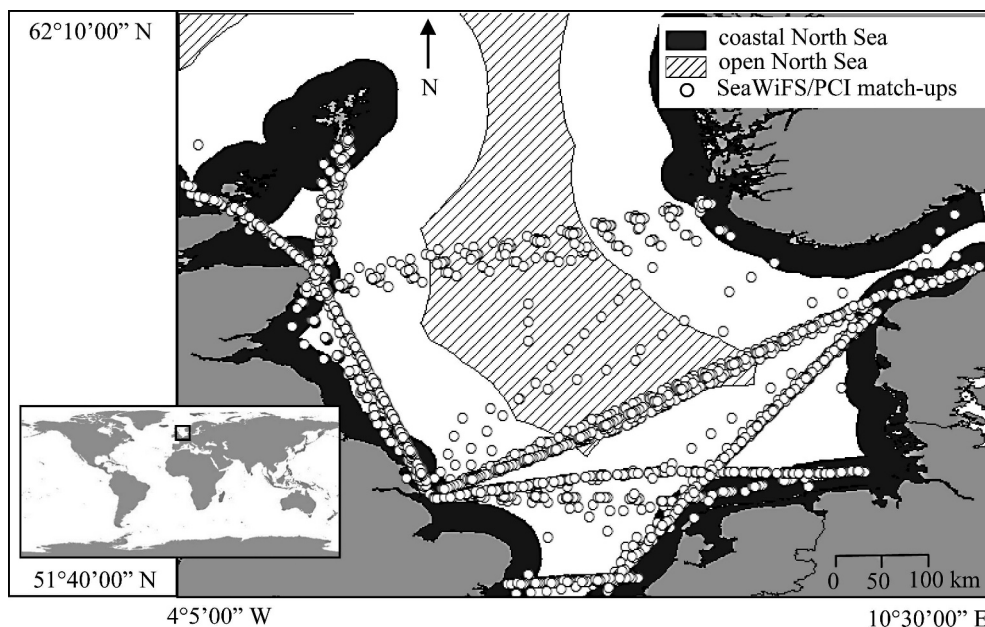 62°10'00” N
coastal North Sea
open North Sea
SeaWiFS/PCI match-ups
N
51°40'00” N
0 50 100 km
4°5'00” W
10°30'00” E